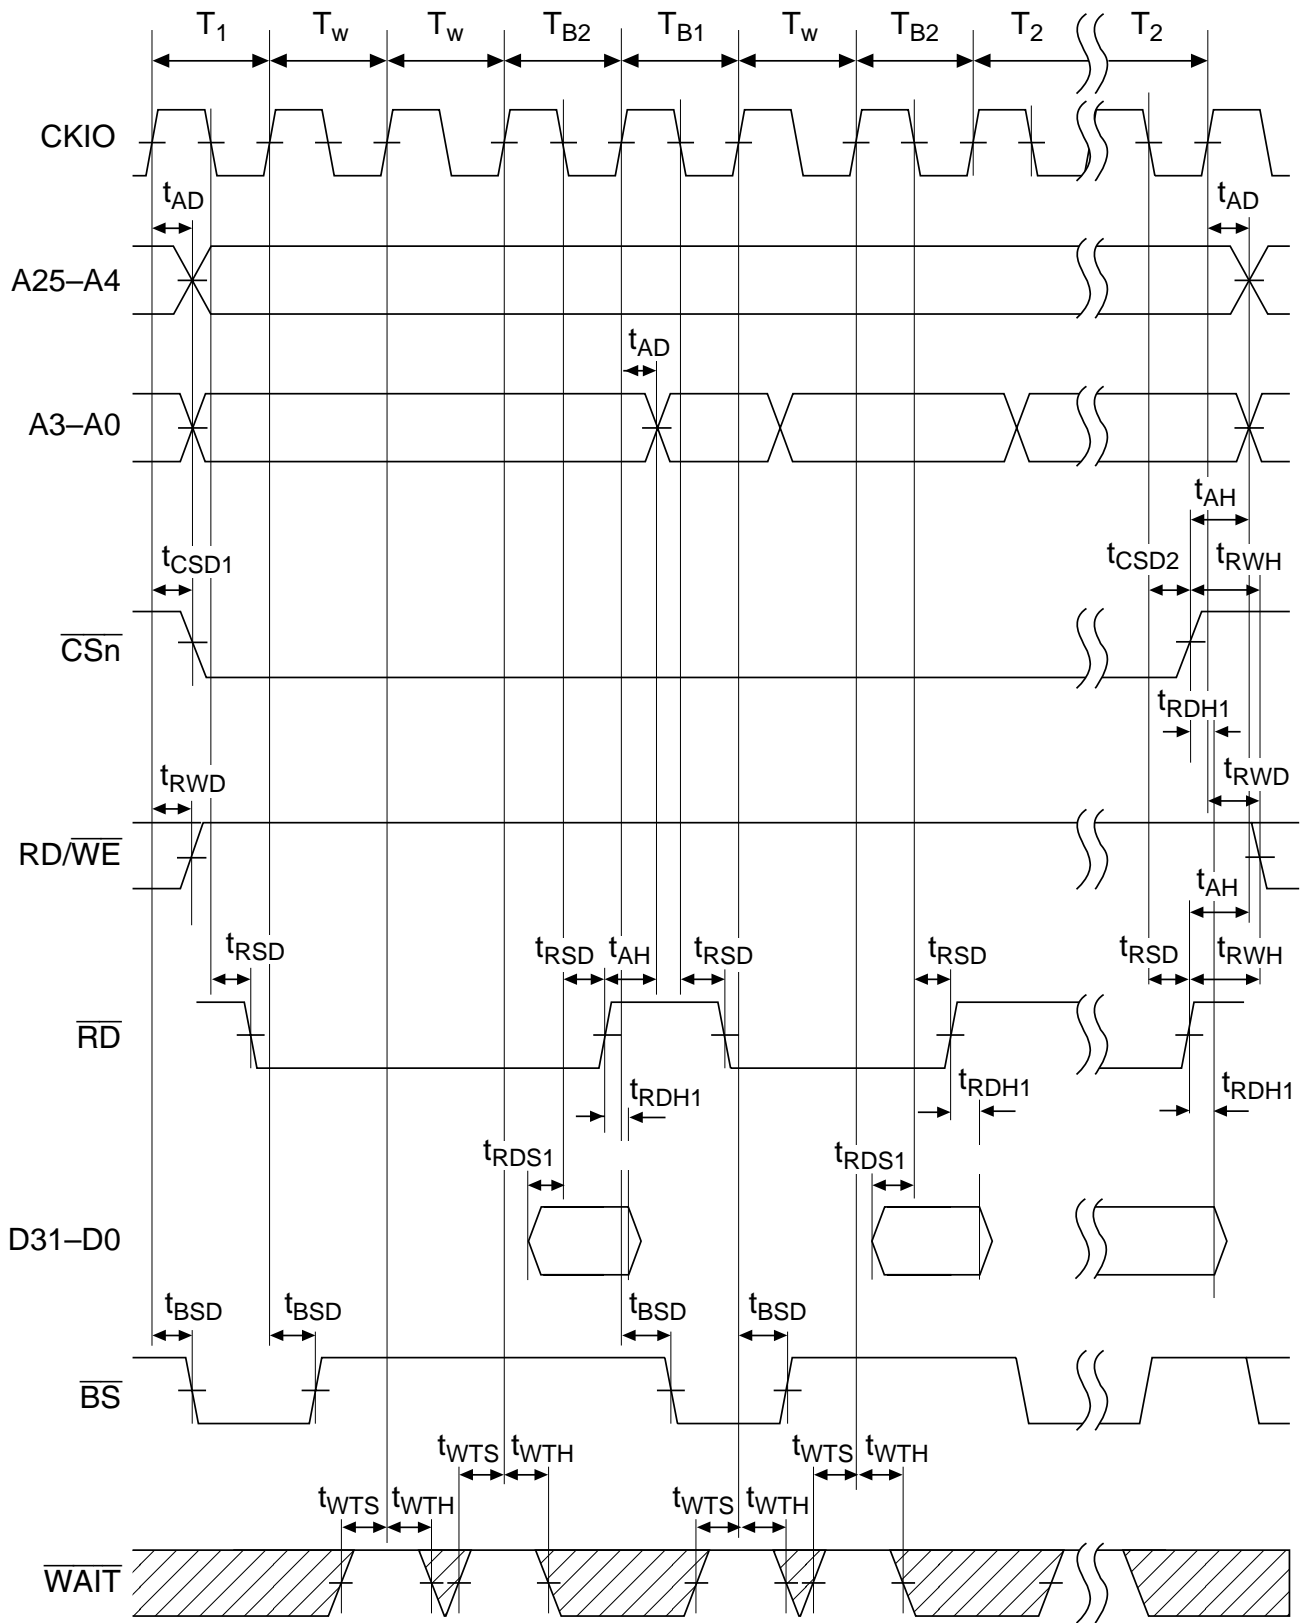 T1 Tw Tw TB2 TB1 Tw TB2 T2 T2
CKIO
tAD tAD
A25–A4
tAD
A3–A0
tAH
tCSD1 tCSD2 tRWH
CSn
tRDH1
tRWD tRWD
RD/WE
tAH
tRSD tRSD tAH tRSD tRSD tRSD tRWH
RD
tRDH1 tRDH1 tRDH1
tRDS1 tRDS1
D31–D0
tBSD tBSD tBSD tBSD
BS
tWTS tWTH tWTS tWTH
tWTS tWTH tWTS tWTH
WAIT